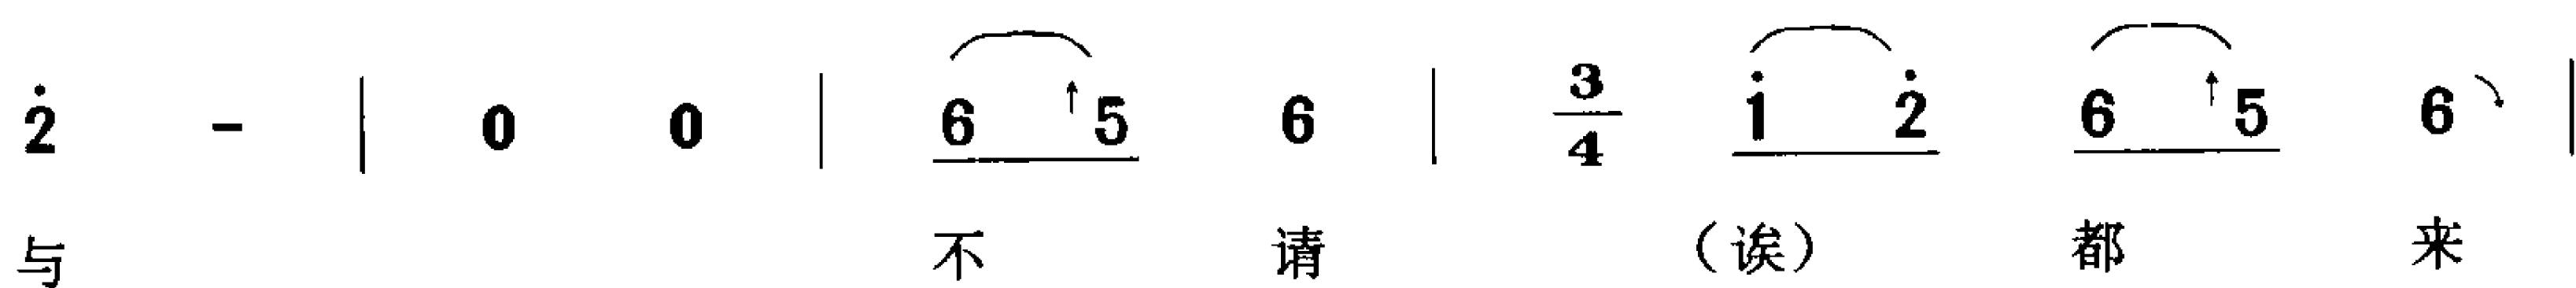 2̇ - | 0 0 | 6 ↑5 6 | 3/4 1̇ 2̇ 6 ↑5 6↘ |
与 不 请 （诶） 都 来